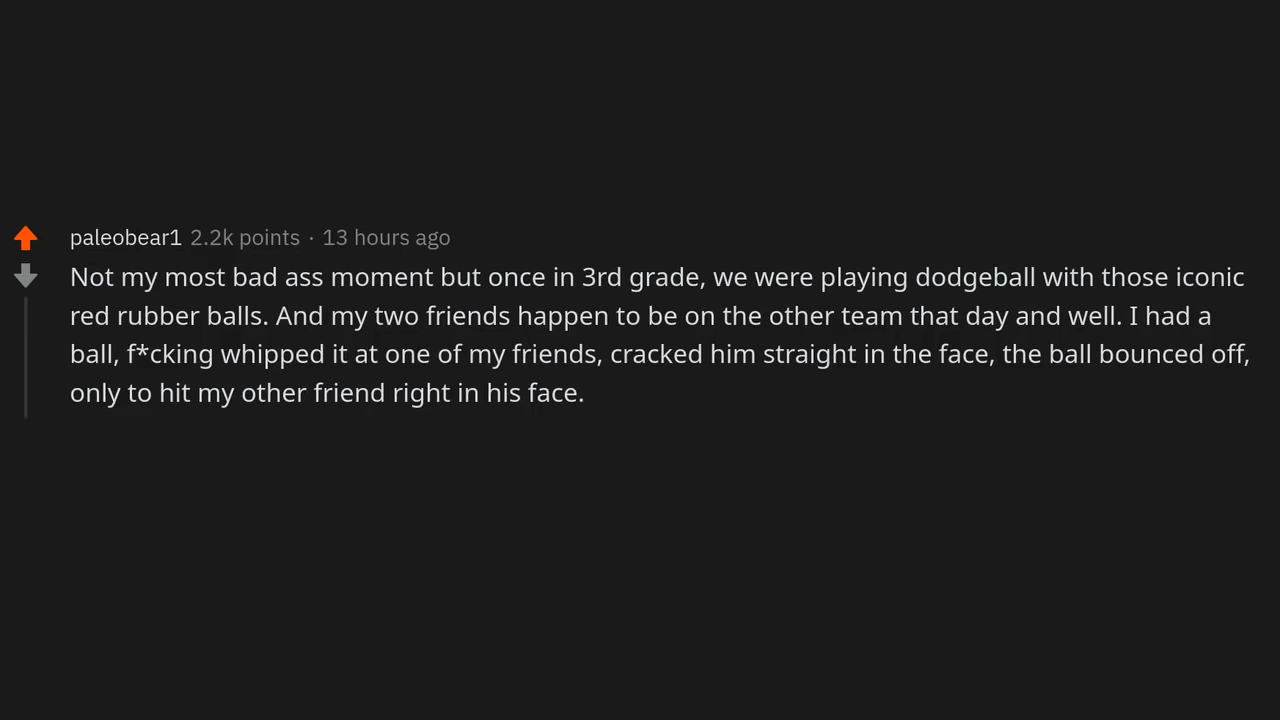 paleobear1 2.2k points · 13 hours ago
Not my most bad ass moment but once in 3rd grade, we were playing dodgeball with those iconic
red rubber balls. And my two friends happen to be on the other team that day and well. I had a
ball, f*cking whipped it at one of my friends, cracked him straight in the face, the ball bounced off,
only to hit my other friend right in his face.